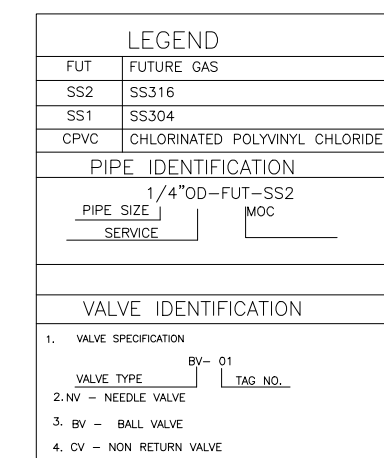 LEGEND
FUT FUTURE GAS
SS2 SS316
SS1 SS304
CPVC CHLORINATED POLYVINYL CHLORIDE
PIPE IDENTIFICATION
1/4"OD-FUT-SS2
PIPE SIZE MOC
SERVICE
VALVE IDENTIFICATION
1. VALVE SPECIFICATION
BV- 01
VALVE TYPE TAG NO.
2. NV - NEEDLE VALVE
3. BV - BALL VALVE
4. CV - NON RETURN VALVE